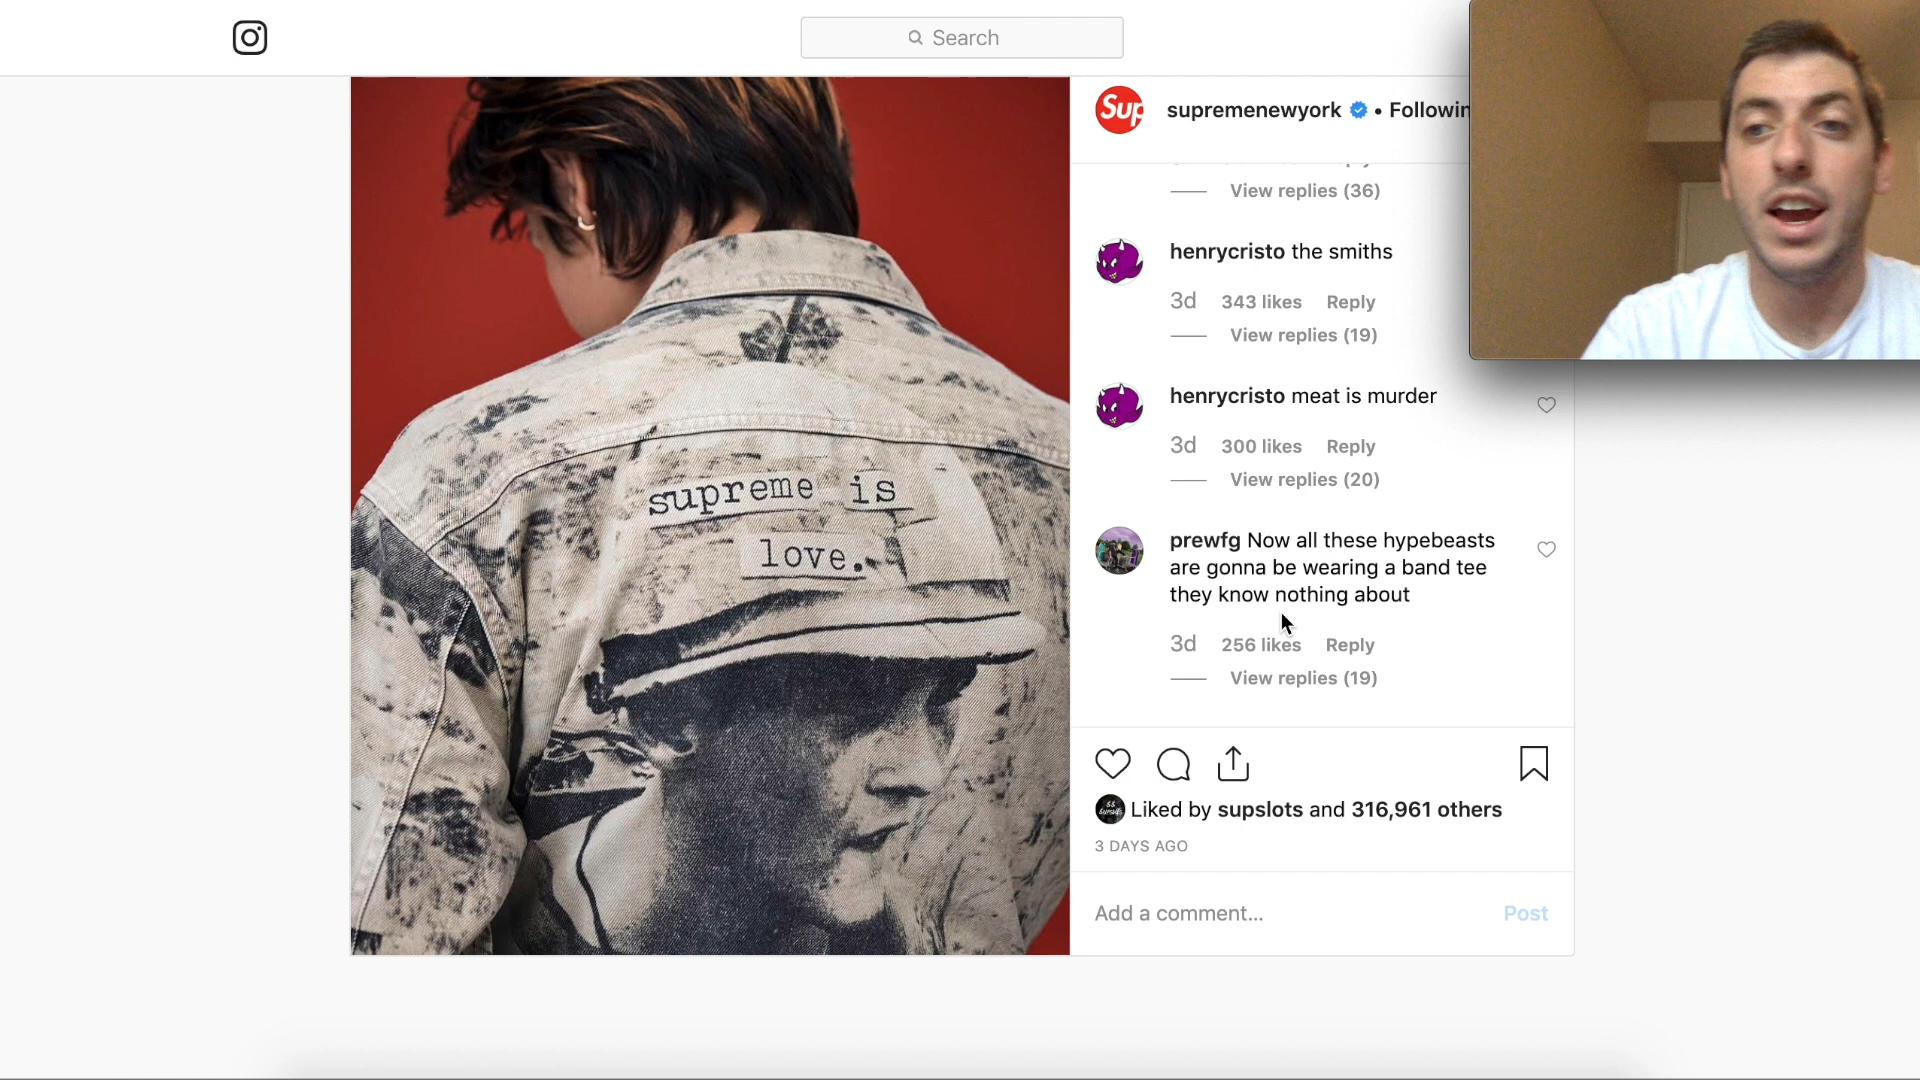 Search
supreme is
love.
Sup
supremenewyork • Followin
View replies (36)
henrycristo the smiths
3d 343 likes Reply
View replies (19)
henrycristo meat is murder
3d 300 likes Reply
View replies (20)
prewfg Now all these hypebeasts
are gonna be wearing a band tee
they know nothing about
3d 256 likes Reply
View replies (19)
Liked by supslots and 316,961 others
3 DAYS AGO
Add a comment... Post